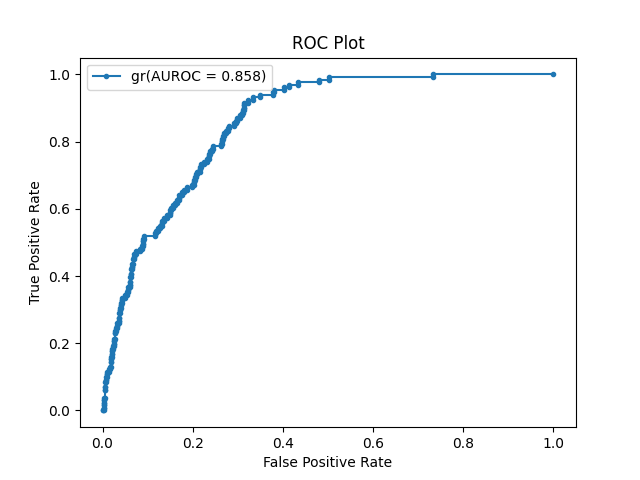 ROC Plot
gr(AUROC = 0.858)
1.0
0.8
0.6
0.4
0.2
0.0
True Positive Rate
0.0 0.2 0.4 0.6 0.8 1.0
False Positive Rate